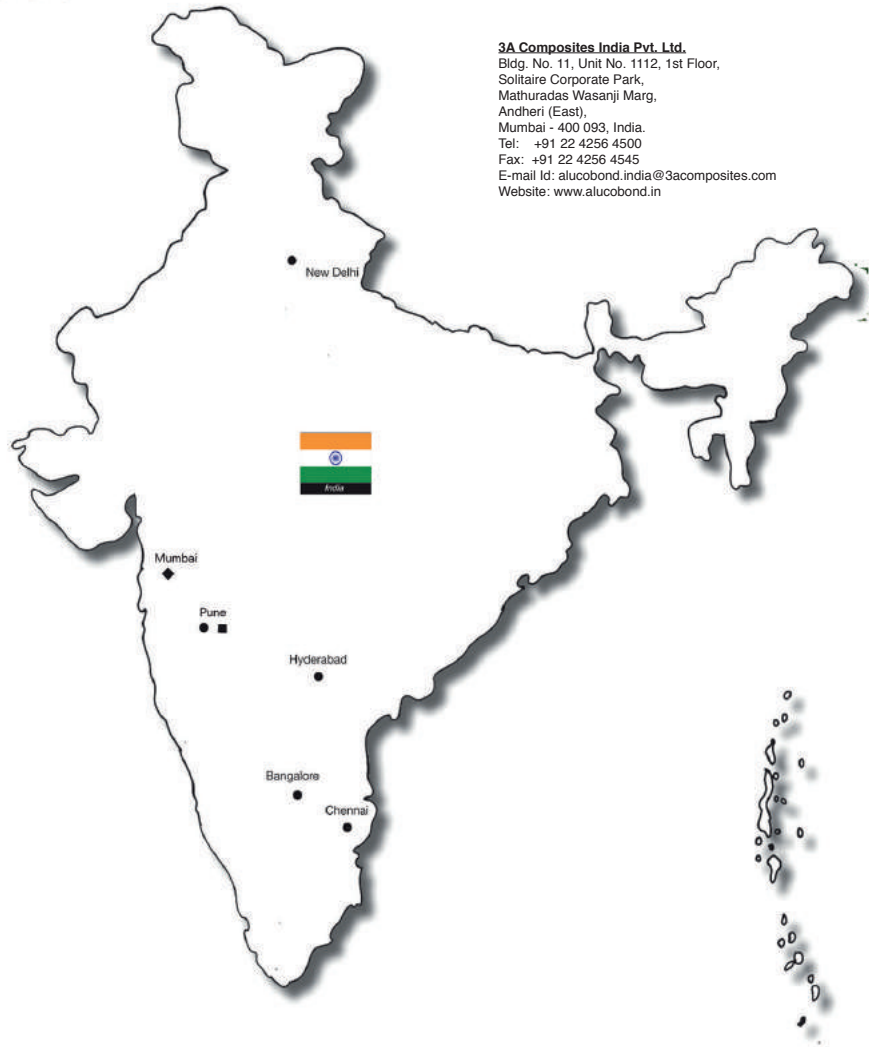 3A Composites India Pvt. Ltd.
Bldg. No. 11, Unit No. 1112, 1st Floor,
Solitaire Corporate Park,
Mathuradas Wasanji Marg,
Andheri (East),
Mumbai - 400 093, India.
Tel: +91 22 4256 4500
Fax: +91 22 4256 4545
E-mail Id: alucobond.india@3acomposites.com
Website: www.alucobond.in
New Delhi
India
Mumbai
Pune
Hyderabad
Bangalore
Chennai